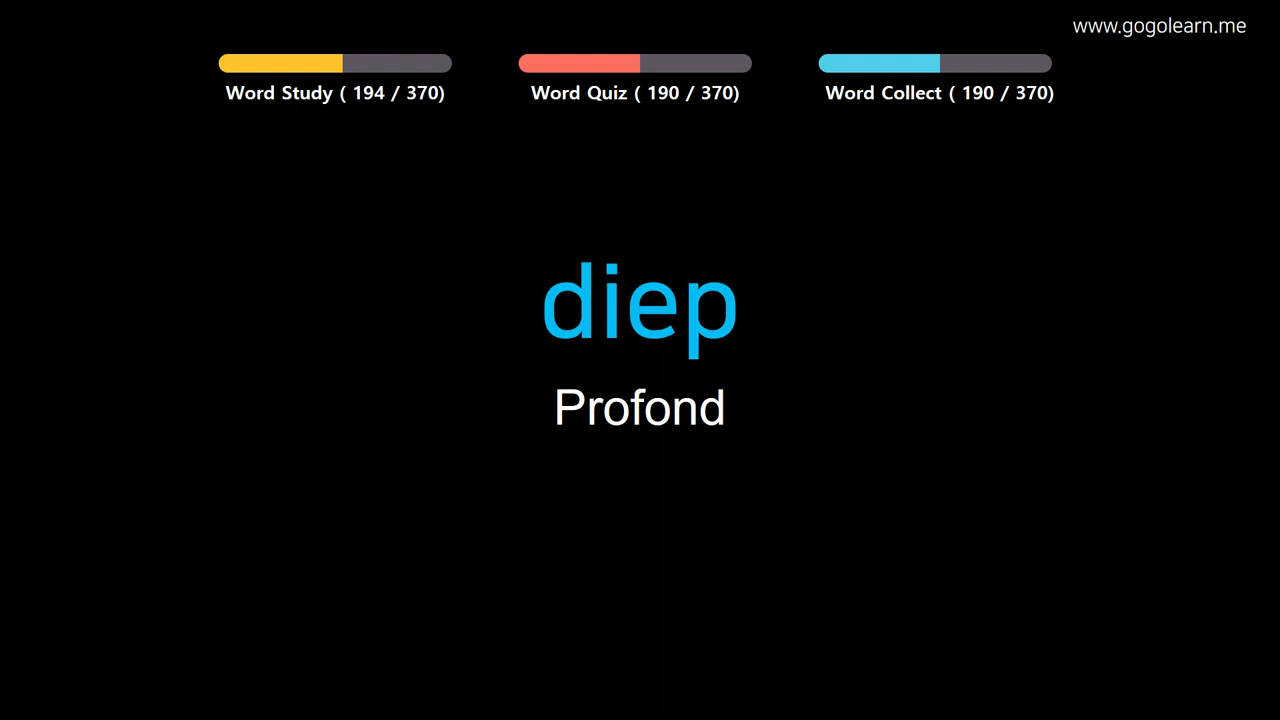 www.gogolearn.me
Word Study ( 194 / 370)
Word Quiz ( 190 / 370)
Word Collect ( 190 / 370)
diep
Profond